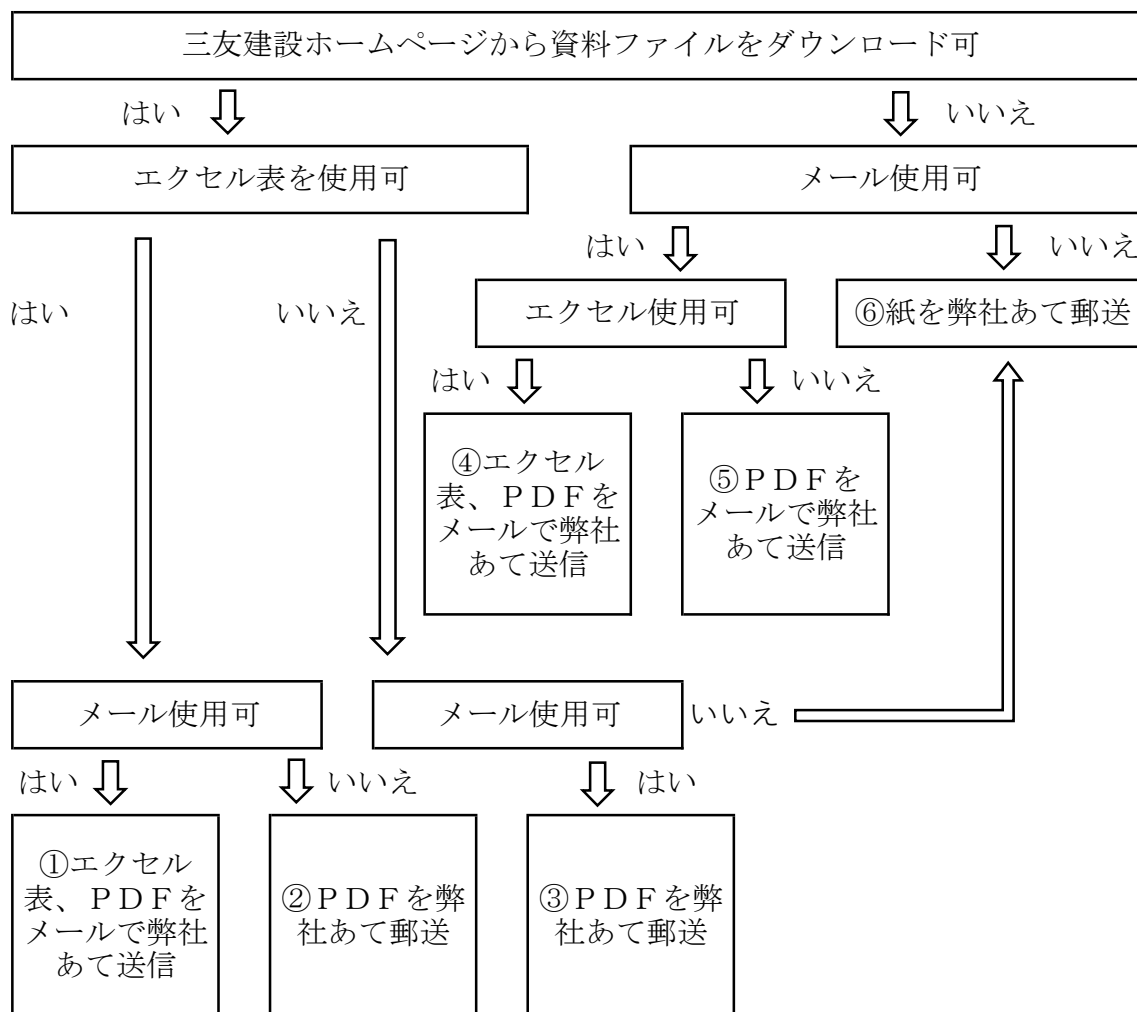 三友建設ホームページから資料ファイルをダウンロード可
はい
いいえ
エクセル表を使用可
メール使用可
はい
いいえ
はい
いいえ
エクセル使用可
⑥紙を弊社あて郵送
はい
いいえ
④エクセル
表、ＰＤＦを
メールで弊社
あて送信
⑤ＰＤＦを
メールで弊社
あて送信
メール使用可
メール使用可
いいえ
はい
いいえ
はい
①エクセル
表、ＰＤＦを
メールで弊社
あて送信
②ＰＤＦを弊
社あて郵送
③ＰＤＦを弊
社あて郵送